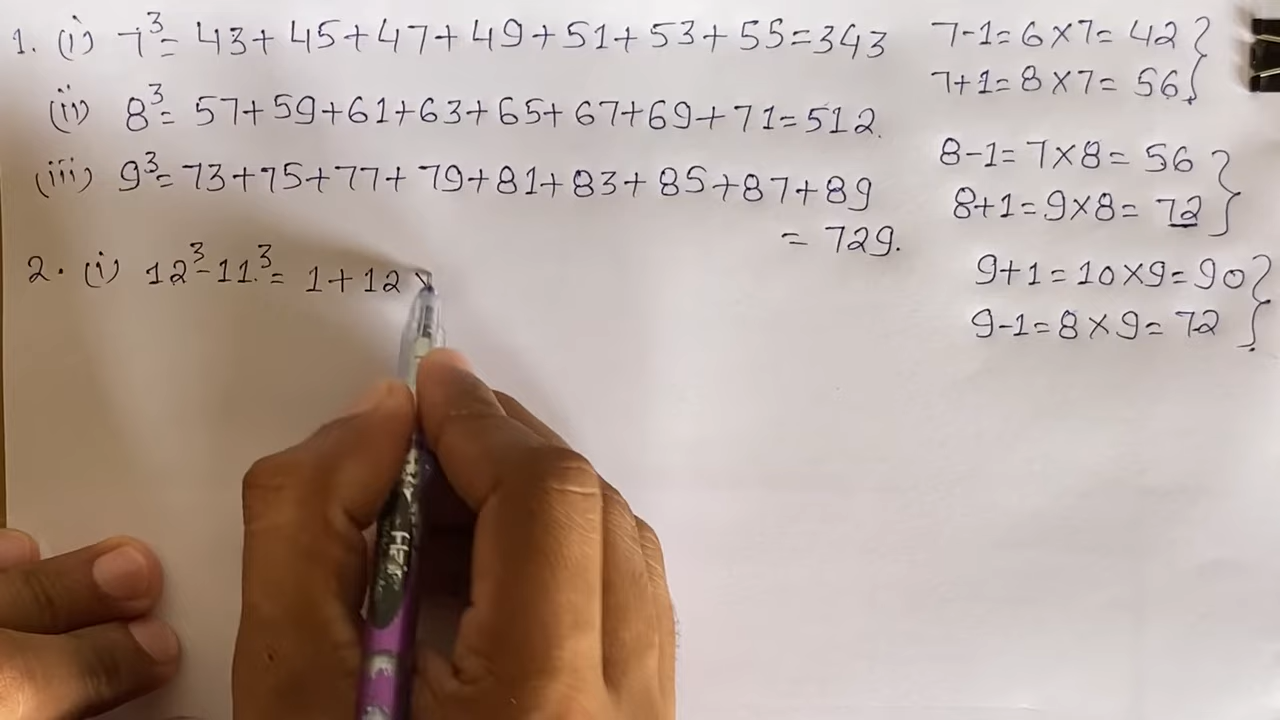 1. (i) 7³= 43+45+47+49+51+53+55=343
7-1=6×7=42
7+1=8×7=56
(ii) 8³= 57+59+61+63+65+67+69+71=512.
8-1=7×8=56
8+1=9×8=72
(iii) 9³=73+75+77+79+81+83+85+87+89
= 729.
9+1=10×9=90
9-1=8×9=72
2. (i) 12³-11³= 1+12×